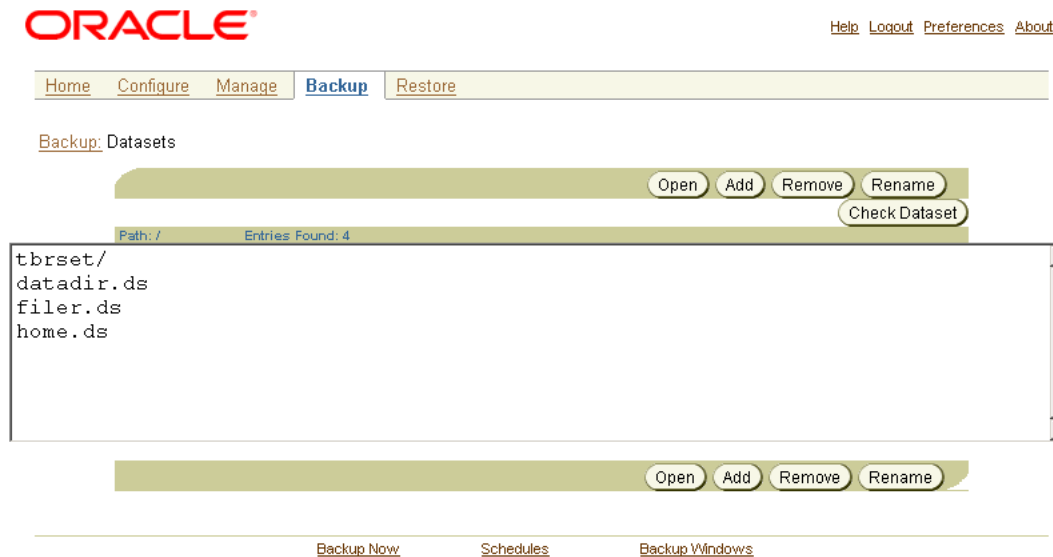 ORACLE®
Help Logout Preferences About
Home Configure Manage Backup Restore
Backup: Datasets
Open Add Remove Rename
Check Dataset
Path: / Entries Found: 4
tbrset/
datadir.ds
filer.ds
home.ds
Open Add Remove Rename
Backup Now Schedules Backup Windows